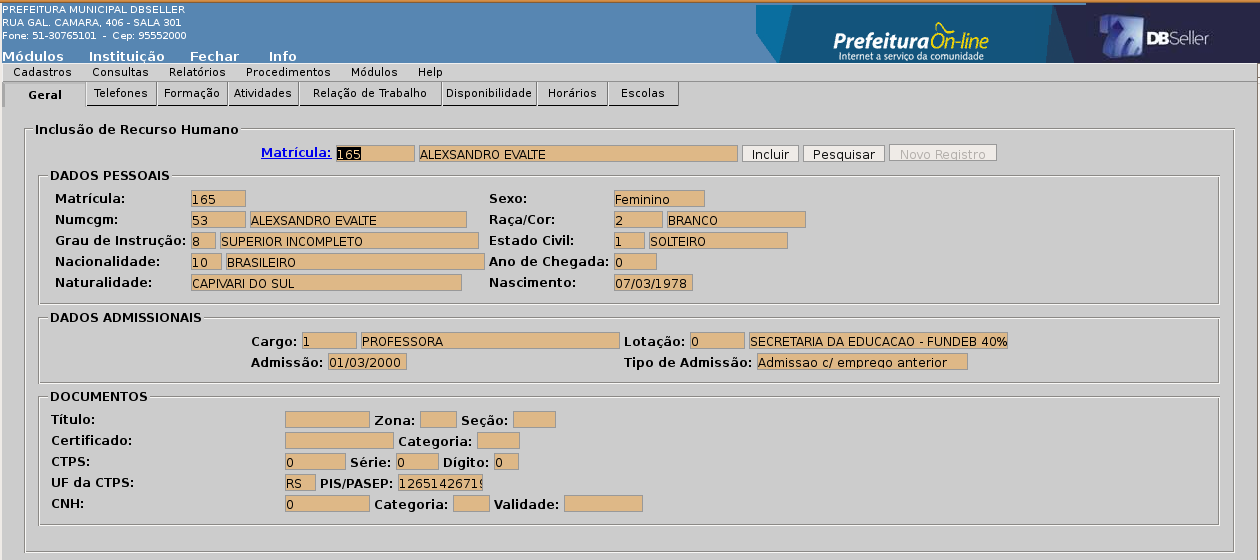 PREFEITURA MUNICIPAL DBSELLER
RUA GAL. CAMARA, 406 - SALA 301
Fone: 51-30765101 - Cep: 95552000
PrefeituraOn-line
Internet a serviço da comunidade
DBSeller
Módulos Instituição Fechar Info
Cadastros Consultas Relatórios Procedimentos Módulos Help
Geral Telefones Formação Atividades Relação de Trabalho Disponibilidade Horários Escolas
Inclusão de Recurso Humano
Matrícula: 165 ALEXSANDRO EVALTE Incluir Pesquisar Novo Registro
DADOS PESSOAIS
Matrícula: 165 Sexo: Feminino
Numcgm: 53 ALEXSANDRO EVALTE Raça/Cor: 2 BRANCO
Grau de Instrução: 8 SUPERIOR INCOMPLETO Estado Civil: 1 SOLTEIRO
Nacionalidade: 10 BRASILEIRO Ano de Chegada: 0
Naturalidade: CAPIVARI DO SUL Nascimento: 07/03/1978
DADOS ADMISSIONAIS
Cargo: 1 PROFESSORA Lotação: 0 SECRETARIA DA EDUCACAO - FUNDEB 40%
Admissão: 01/03/2000 Tipo de Admissão: Admissao c/ emprego anterior
DOCUMENTOS
Título: Zona: Seção:
Certificado: Categoria:
CTPS: 0 Série: 0 Dígito: 0
UF da CTPS: RS PIS/PASEP: 12651426719
CNH: 0 Categoria: Validade: